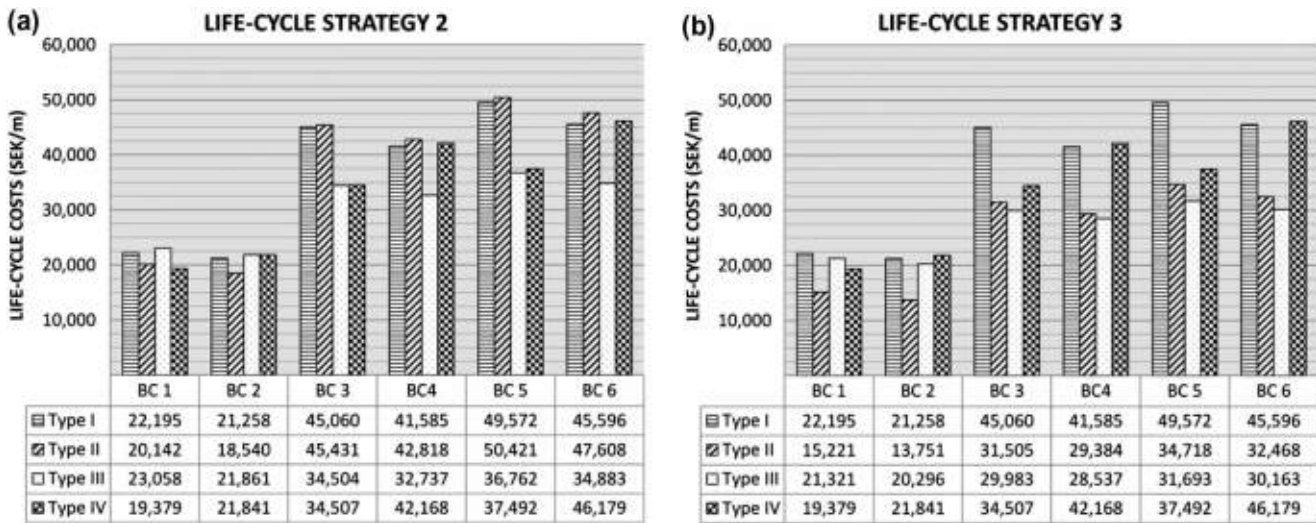 (a) LIFE-CYCLE STRATEGY 2
LIFE-CYCLE COSTS (SEK/m)
60,000
50,000
40,000
30,000
20,000
10,000
BC 1 BC 2 BC 3 BC4 BC 5 BC 6
Type I 22,195 21,258 45,060 41,585 49,572 45,596
Type II 20,142 18,540 45,431 42,818 50,421 47,608
Type III 23,058 21,861 34,504 32,737 36,762 34,883
Type IV 19,379 21,841 34,507 42,168 37,492 46,179
(b) LIFE-CYCLE STRATEGY 3
LIFE-CYCLE COSTS (SEK/m)
60,000
50,000
40,000
30,000
20,000
10,000
BC 1 BC 2 BC 3 BC4 BC 5 BC 6
Type I 22,195 21,258 45,060 41,585 49,572 45,596
Type II 15,221 13,751 31,505 29,384 34,718 32,468
Type III 21,321 20,296 29,983 28,537 31,693 30,163
Type IV 19,379 21,841 34,507 42,168 37,492 46,179